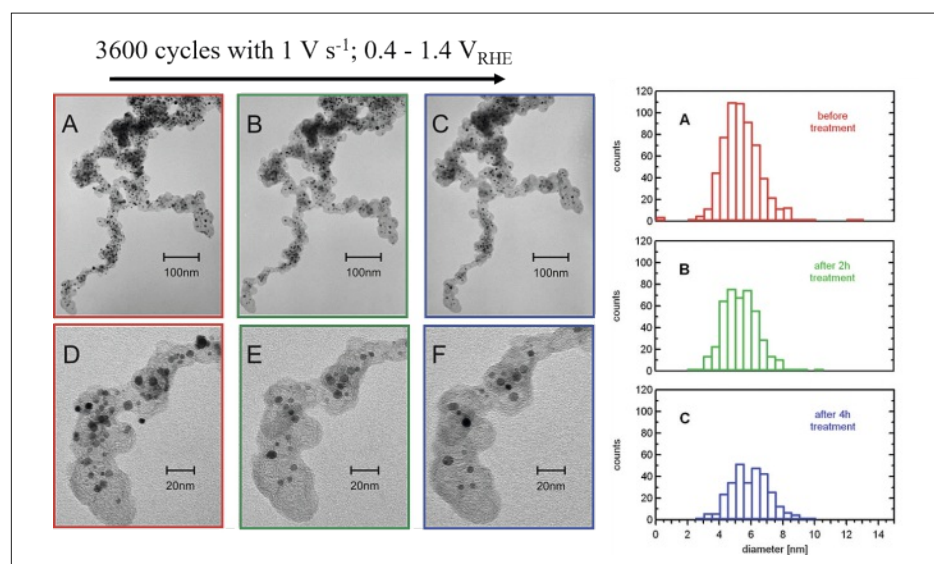 3600 cycles with 1 V s-1; 0.4 - 1.4 VRHE
A
B
C
100nm
100nm
100nm
D
E
F
20nm
20nm
20nm
120
100
80
60
40
20
0
counts
A
before
treatment
120
100
80
60
40
20
0
counts
B
after 2h
treatment
120
100
80
60
40
20
0
counts
C
after 4h
treatment
0 2 4 6 8 10 12 14
diameter [nm]